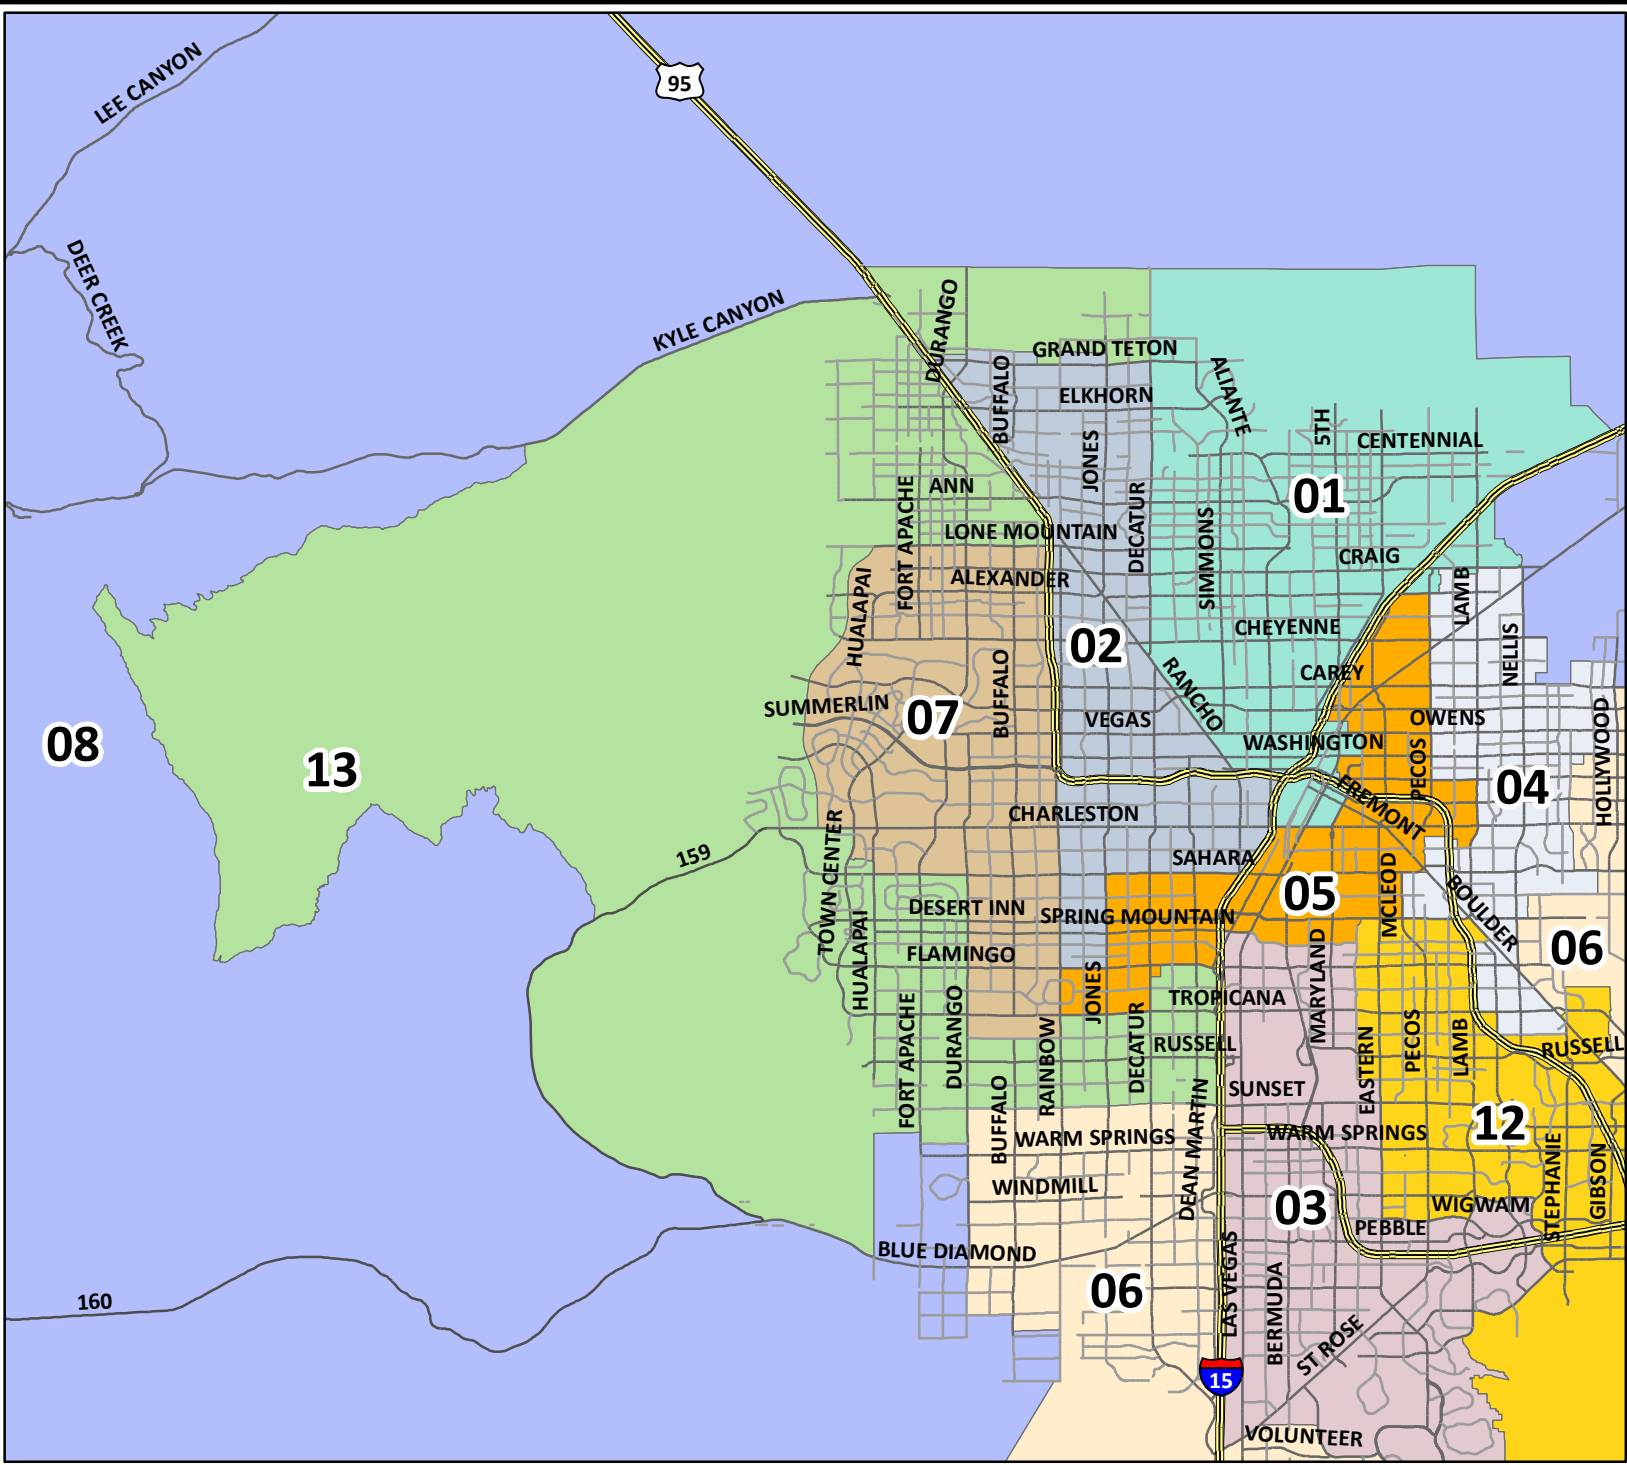 LEE CANYON
95
DEER CREEK
KYLE CANYON
DURANGO
GRAND TETON
BUFFALO
ELKHORN
ALIANTE
5TH
CENTENNIAL
JONES
ANN
FORT APACHE
DECATUR
01
LONE MOUNTAIN
SIMMONS
CRAIG
ALEXANDER
HUALAPAI
LAMB
CHEYENNE
02
NELLIS
CAREY
RANCHO
BUFFALO
SUMMERLIN
07
VEGAS
OWENS
HOLLYWOOD
08
13
WASHINGTON
PECOS
04
FREMONT
CHARLESTON
159
TOWN CENTER
SAHARA
MCLEOD
05
BOULDER
DESERT INN
SPRING MOUNTAIN
HUALAPAI
FLAMINGO
MARYLAND
06
JONES
TROPICANA
FORT APACHE
DURANGO
RAINBOW
DECATUR
RUSSELL
EASTERN
PECOS
LAMB
RUSSELL
SUNSET
BUFFALO
WARM SPRINGS
DEAN MARTIN
WARM SPRINGS
12
STEPHANIE
GIBSON
WINDMILL
03
WIGWAM
PEBBLE
BLUE DIAMOND
LAS VEGAS
06
160
BERMUDA
ST ROSE
15
VOLUNTEER